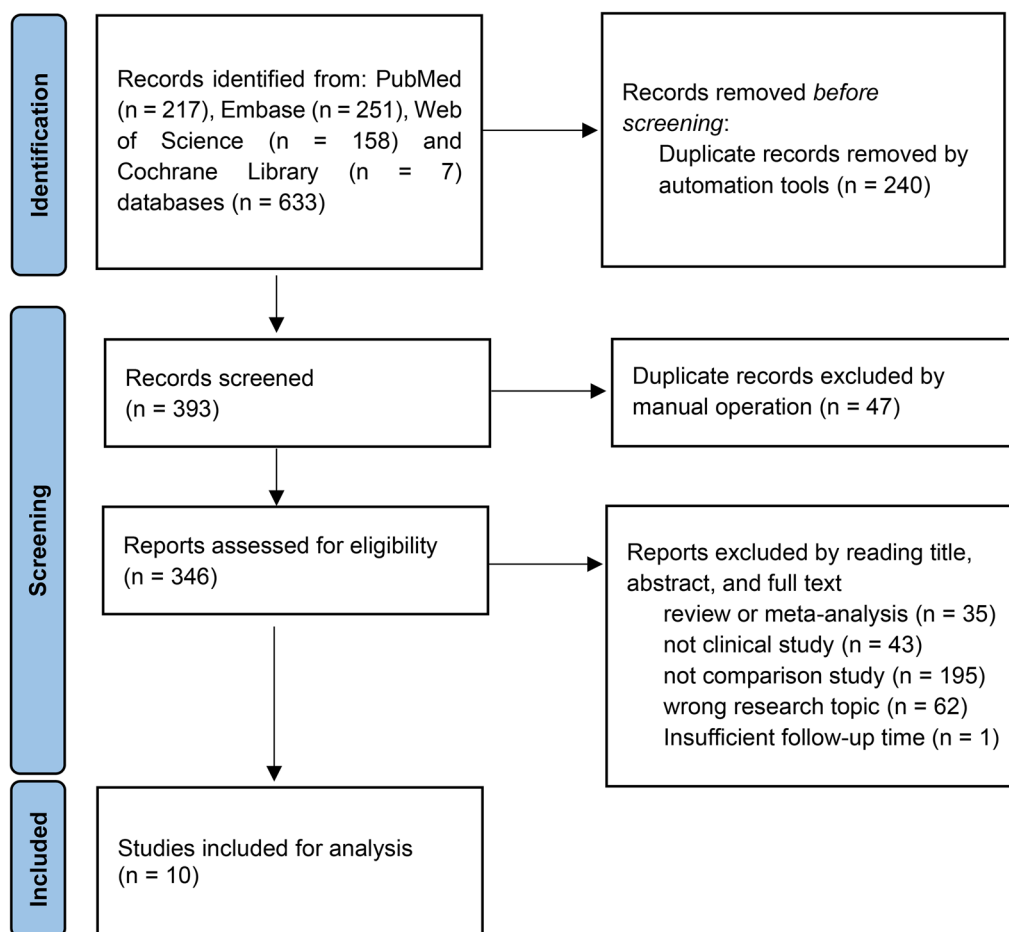 Identification
Records identified from: PubMed
(n = 217), Embase (n = 251), Web
of Science (n = 158) and
Cochrane Library (n = 7)
databases (n = 633)
Records removed before
screening:
Duplicate records removed by
automation tools (n = 240)
Screening
Records screened
(n = 393)
Duplicate records excluded by
manual operation (n = 47)
Reports assessed for eligibility
(n = 346)
Reports excluded by reading title,
abstract, and full text
review or meta-analysis (n = 35)
not clinical study (n = 43)
not comparison study (n = 195)
wrong research topic (n = 62)
Insufficient follow-up time (n = 1)
Included
Studies included for analysis
(n = 10)